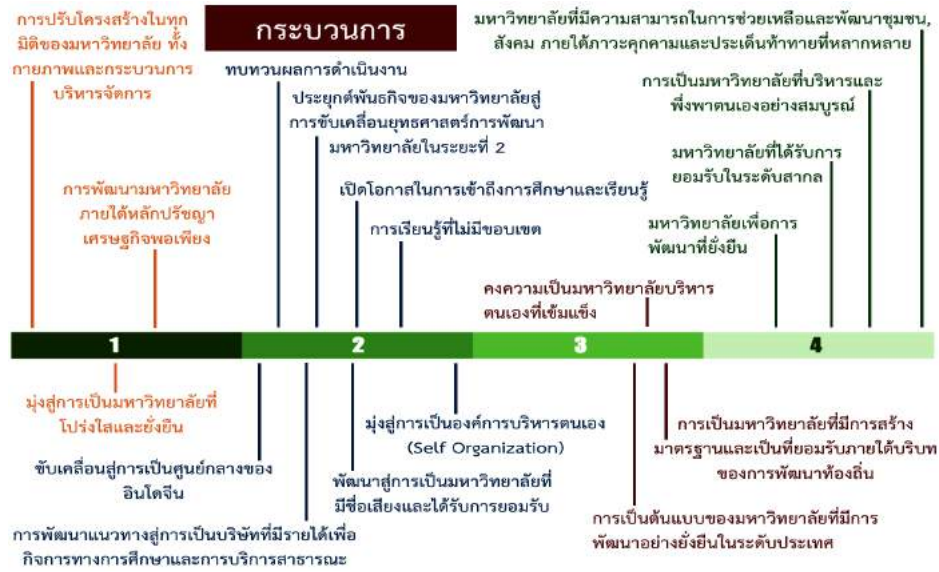 การปรับโครงสร้างในทุก
มิติของมหาวิทยาลัย ทั้ง
กายภาพและกระบวนการ
บริหารจัดการ
กระบวนการ
มหาวิทยาลัยที่มีความสามารถในการช่วยเหลือและพัฒนาชุมชน,
สังคม ภายใต้ภาวะคุกคามและประเด็นท้าทายที่หลากหลาย
ทบทวนผลการดำเนินงาน
ประยุกต์พันธกิจของมหาวิทยาลัยสู่
การขับเคลื่อนยุทธศาสตร์การพัฒนา
มหาวิทยาลัยในระยะที่ 2
การเป็นมหาวิทยาลัยที่บริหารและ
พึ่งพาตนเองอย่างสมบูรณ์
มหาวิทยาลัยที่ได้รับการ
ยอมรับในระดับสากล
การพัฒนามหาวิทยาลัย
ภายใต้หลักปรัชญา
เศรษฐกิจพอเพียง
เปิดโอกาสในการเข้าถึงการศึกษาและเรียนรู้
การเรียนรู้ที่ไม่มีขอบเขต
มหาวิทยาลัยเพื่อการ
พัฒนาที่ยั่งยืน
คงความเป็นมหาวิทยาลัยบริหาร
ตนเองที่เข้มแข็ง
1
2
3
4
มุ่งสู่การเป็นมหาวิทยาลัยที่
โปร่งใสและยั่งยืน
มุ่งสู่การเป็นองค์การบริหารตนเอง
(Self Organization)
การเป็นมหาวิทยาลัยที่มีการสร้าง
มาตรฐานและเป็นที่ยอมรับภายใต้บริบท
ของการพัฒนาท้องถิ่น
ขับเคลื่อนสู่การเป็นศูนย์กลางของ
อินโดจีน
พัฒนาสู่การเป็นมหาวิทยาลัยที่
มีชื่อเสียงและได้รับการยอมรับ
การเป็นต้นแบบของมหาวิทยาลัยที่มีการ
พัฒนาอย่างยั่งยืนในระดับประเทศ
การพัฒนาแนวทางสู่การเป็นบริษัทที่มีรายได้เพื่อ
กิจการทางการศึกษาและการบริการสาธารณะ